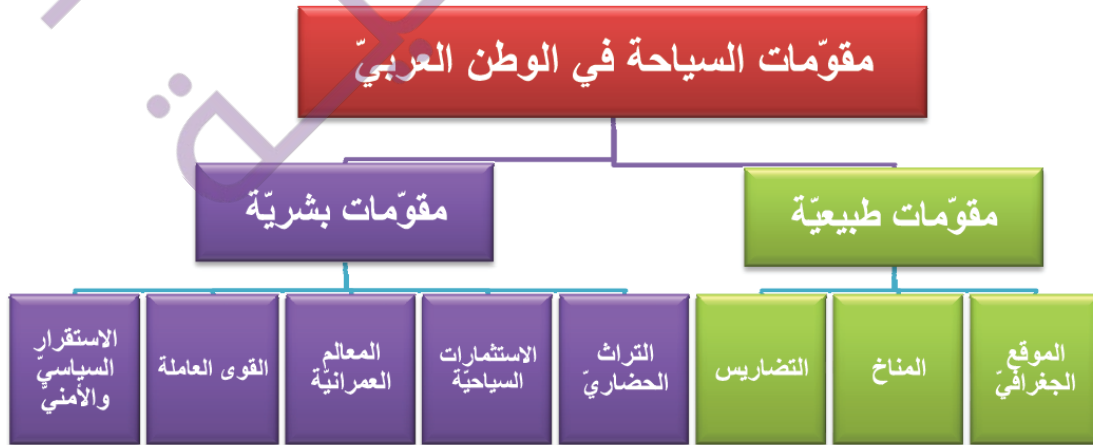 مقوّمات السياحة في الوطن العربيّ
مقوّمات طبيعيّة
مقوّمات بشريّة
الموقع
الجغرافيّ
المناخ
التضاريس
التراث
الحضاريّ
الاستثمارات
السياحيّة
المعالم
العمرانيّة
القوى العاملة
الاستقرار
السياسيّ
والأمنيّ